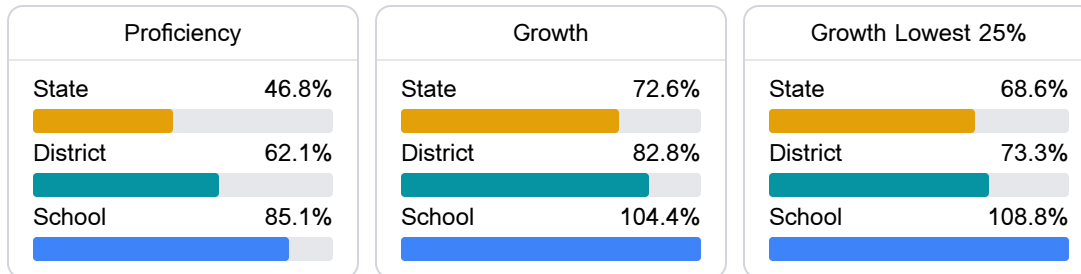 Proficiency
State 46.8%
District 62.1%
School 85.1%
Growth
State 72.6%
District 82.8%
School 104.4%
Growth Lowest 25%
State 68.6%
District 73.3%
School 108.8%